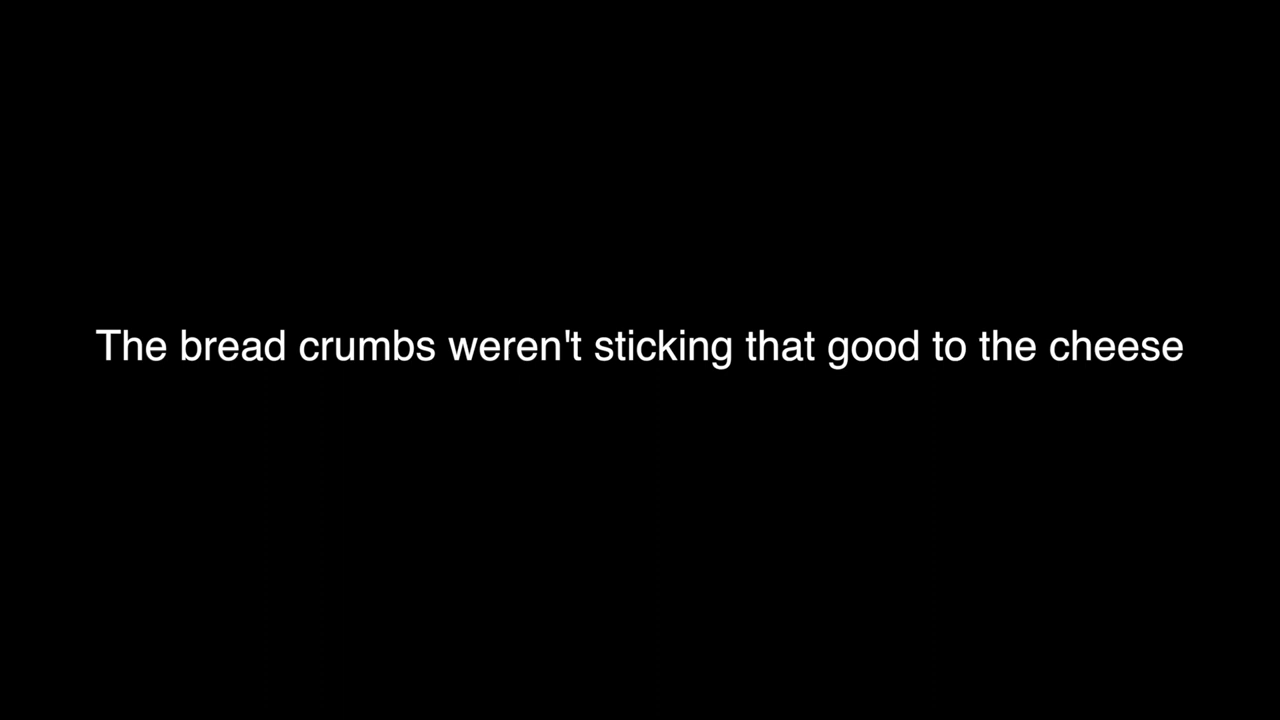 The bread crumbs weren't sticking that good to the cheese